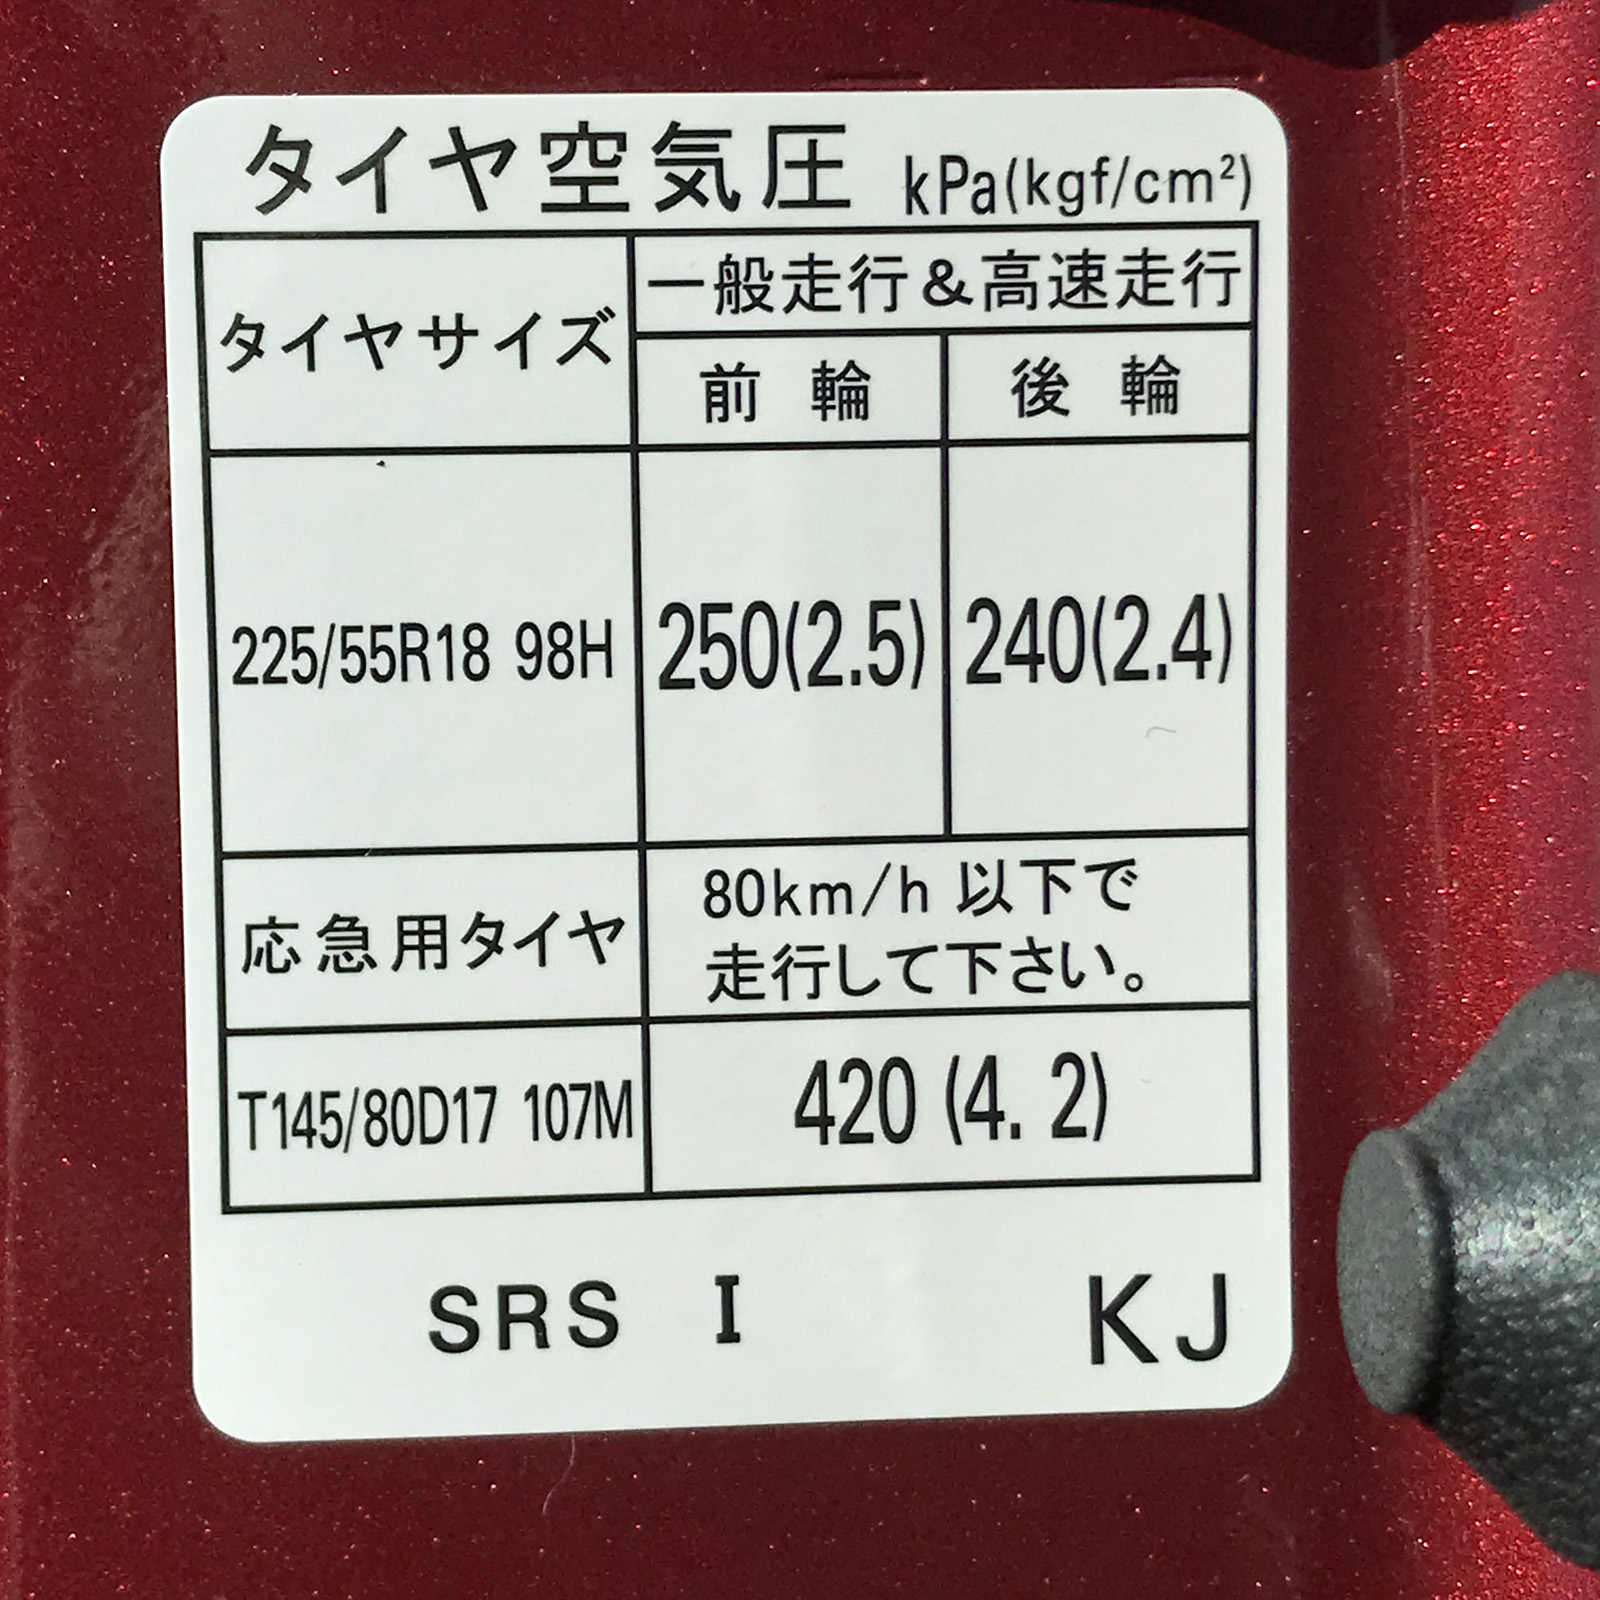 タイヤ空気圧 kPa(kgf/cm²)
タイヤサイズ
一般走行&高速走行
前輪 後輪
225/55R18 98H 250(2.5) 240(2.4)
応急用タイヤ
80km/h 以下で
走行して下さい。
T145/80D17 107M 420 (4. 2)
SRS I KJ